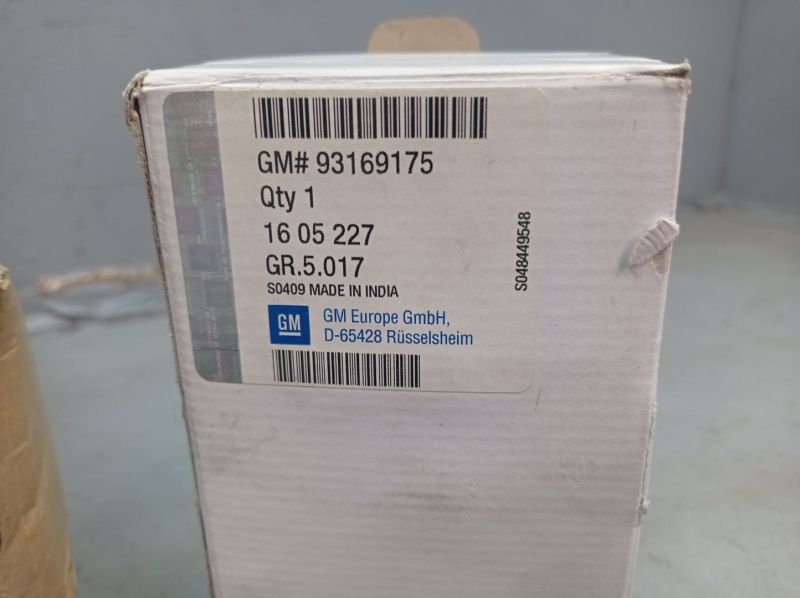 GM# 93169175
Qty 1
16 05 227
GR.5.017
S0409 MADE IN INDIA
GM
GM Europe GmbH,
D-65428 Rüsselsheim
S048449548